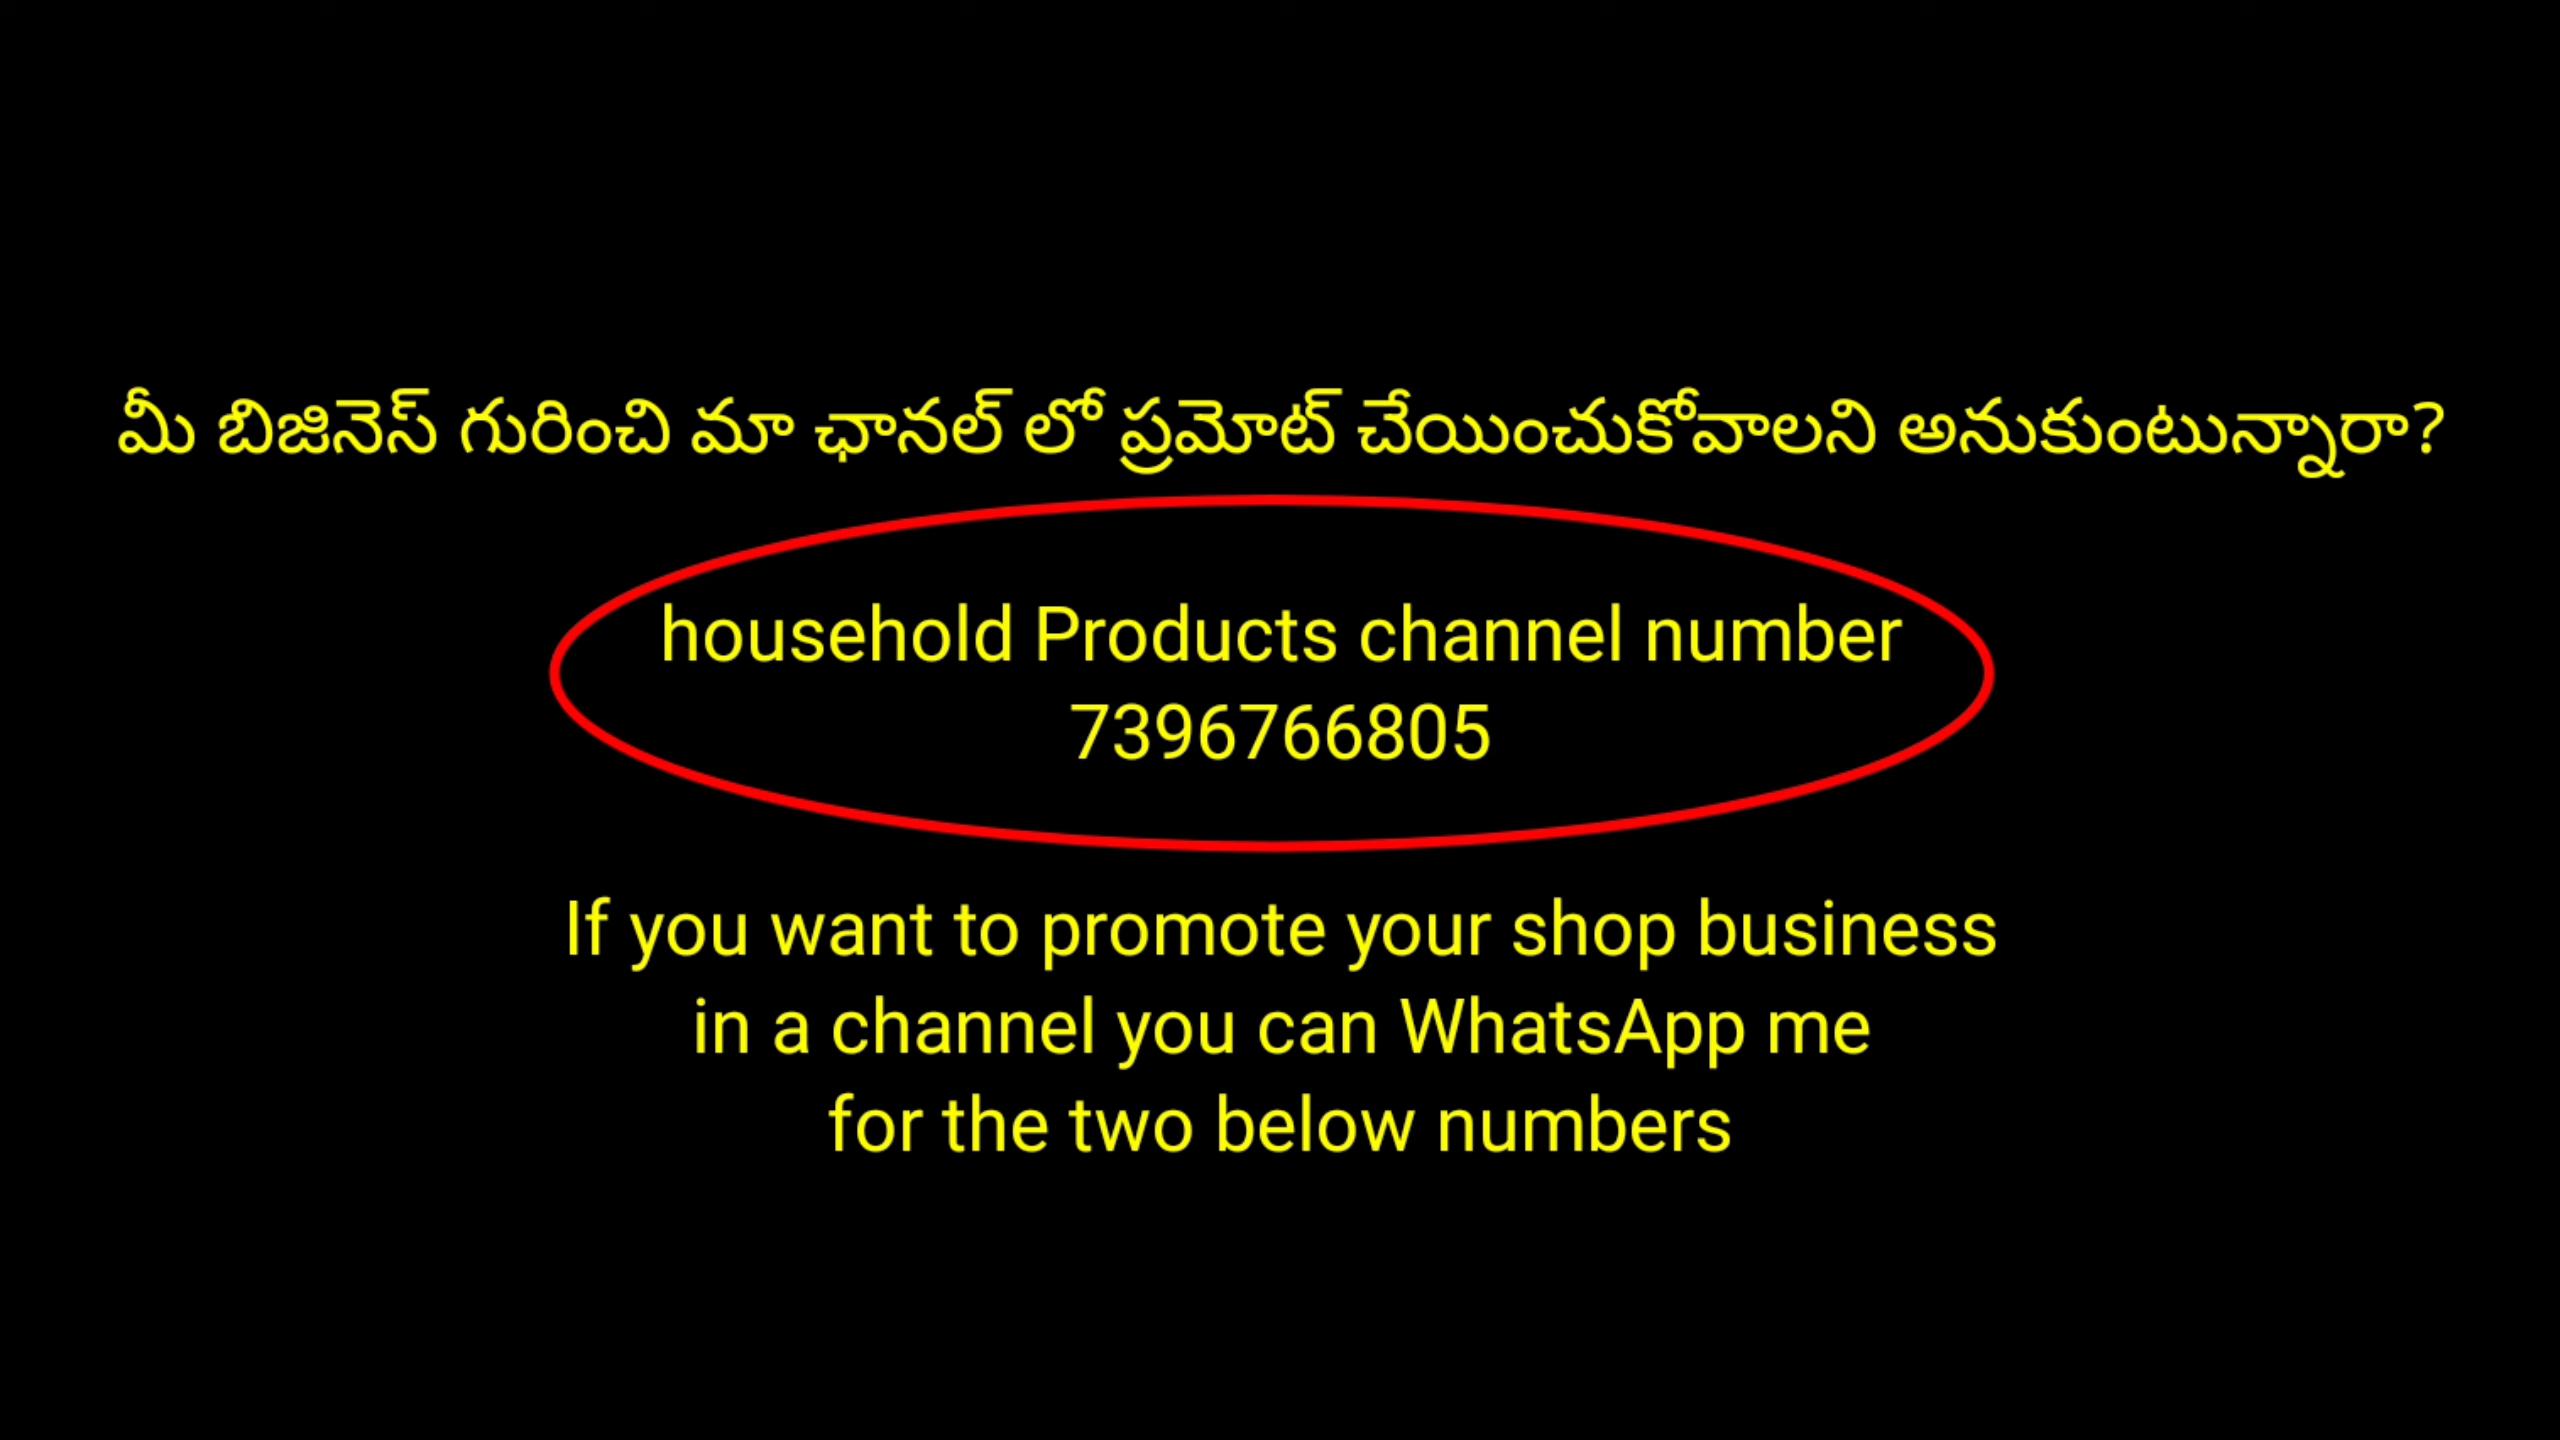 మీ బిజినెస్ గురించి మా ఛానల్ లో ప్రమోట్ చేయించుకోవాలని అనుకుంటున్నారా?
household Products channel number
7396766805
If you want to promote your shop business
in a channel you can WhatsApp me
for the two below numbers